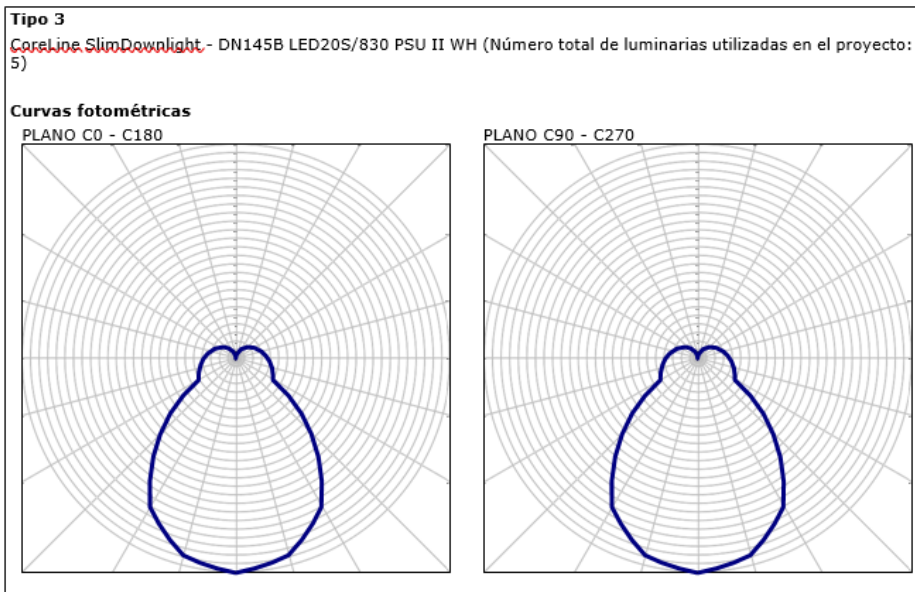 Tipo 3
CoreLine SlimDownlight - DN145B LED20S/830 PSU II WH (Número total de luminarias utilizadas en el proyecto:
5)
Curvas fotométricas
PLANO C0 - C180
PLANO C90 - C270